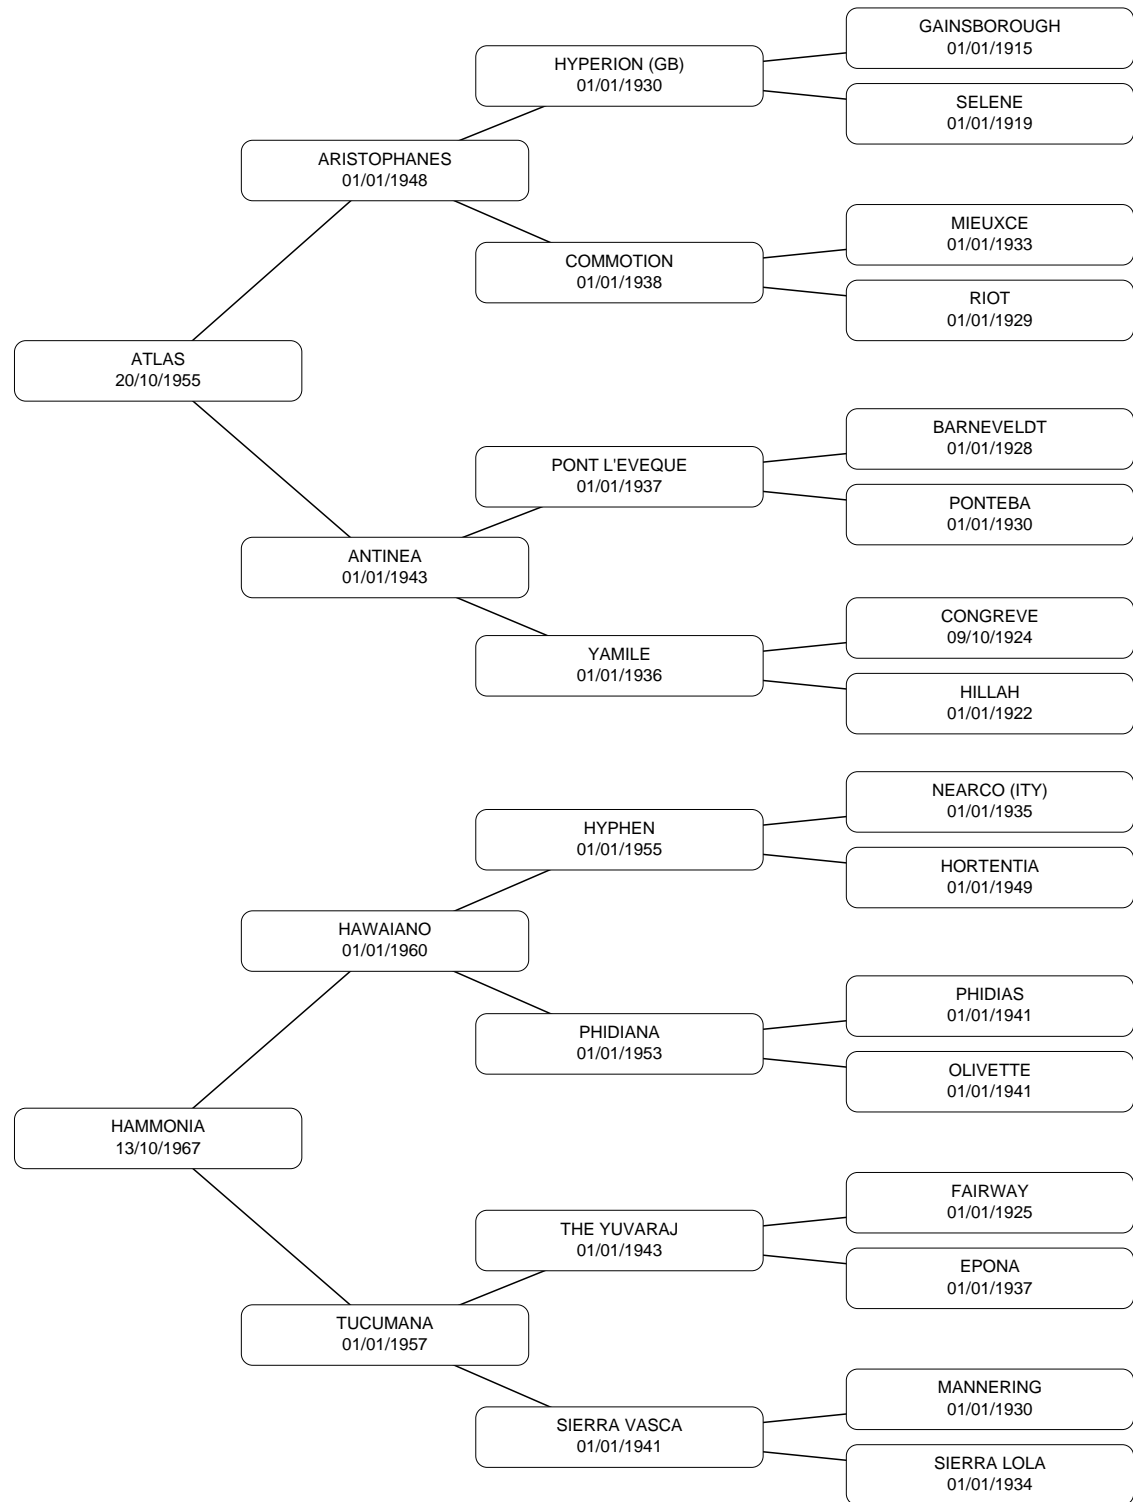 GAINSBOROUGH
01/01/1915
HYPERION (GB)
01/01/1930
SELENE
01/01/1919
ARISTOPHANES
01/01/1948
MIEUXCE
01/01/1933
COMMOTION
01/01/1938
RIOT
01/01/1929
ATLAS
20/10/1955
BARNEVELDT
01/01/1928
PONT L'EVEQUE
01/01/1937
PONTEBA
01/01/1930
ANTINEA
01/01/1943
CONGREVE
09/10/1924
YAMILE
01/01/1936
HILLAH
01/01/1922
NEARCO (ITY)
01/01/1935
HYPHEN
01/01/1955
HORTENTIA
01/01/1949
HAWAIANO
01/01/1960
PHIDIAS
01/01/1941
PHIDIANA
01/01/1953
OLIVETTE
01/01/1941
HAMMONIA
13/10/1967
FAIRWAY
01/01/1925
THE YUVARAJ
01/01/1943
EPONA
01/01/1937
TUCUMANA
01/01/1957
MANNERING
01/01/1930
SIERRA VASCA
01/01/1941
SIERRA LOLA
01/01/1934